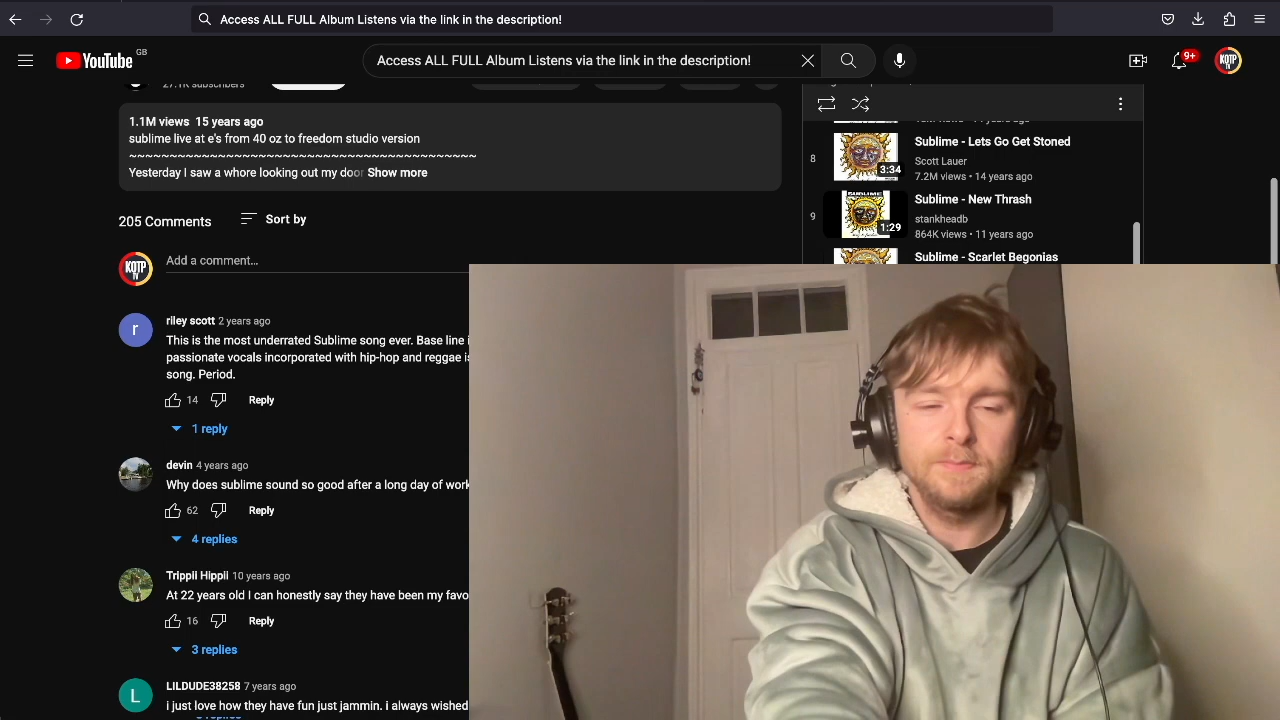 Access ALL FULL Album Listens via the link in the description!
YouTube GB
Access ALL FULL Album Listens via the link in the description!
9+
KOTP TV
27.1K subscribers
1.1M views 15 years ago
sublime live at e's from 40 oz to freedom studio version
~~~~~~~~~~~~~~~~~~~~~~~~~~~~~~~~~~~~~~~~~
Yesterday i saw a whore looking out my door Show more
205 Comments
Sort by
KOTP TV
Add a comment...
r
riley scott 2 years ago
This is the most underrated Sublime song ever. Base line
passionate vocals incorporated with hip-hop and reggae
song. Period.
14 Reply
1 reply
devin 4 years ago
Why does sublime sound so good after a long day of work
62 Reply
4 replies
Trippii Hippii 10 years ago
At 22 years old I can honestly say they have been my
16 Reply
3 replies
L
LILDUDE38258 7 years ago
i just love how they have fun just jammin. i always wished
8
3:34
Sublime - Lets Go Get Stoned
Scott Lauer
7.2M views • 14 years ago
9
SUBLIME
1:29
Sublime - New Thrash
stankheadb
864K views • 11 years ago
Sublime - Scarlet Begonias